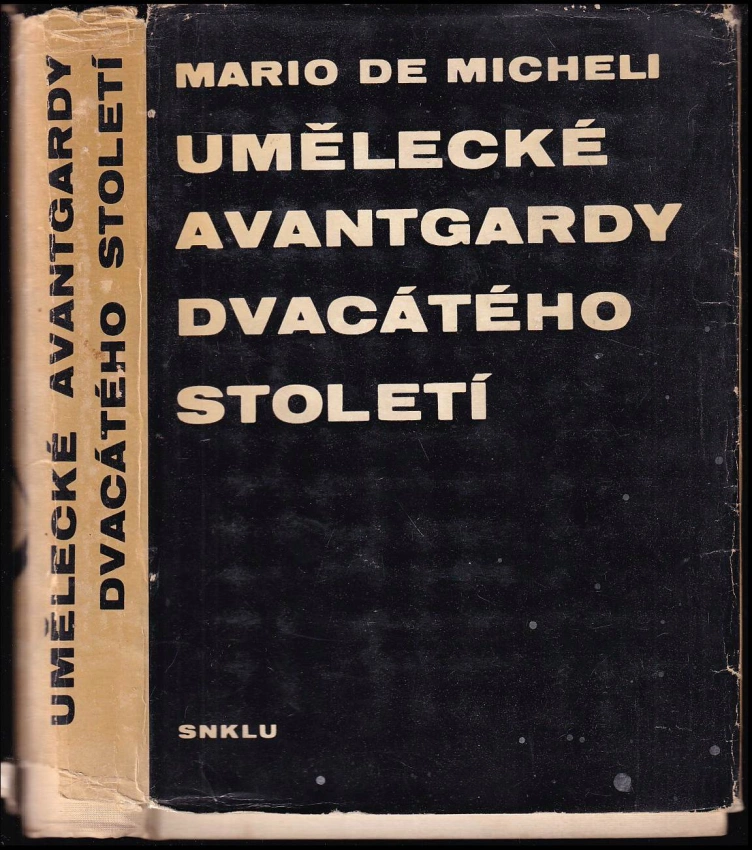 UMĚLECKÉ AVANTGARDY
DVACÁTÉHO STOLETÍ
MARIO DE MICHELI
UMĚLECKÉ
AVANTGARDY
DVACÁTÉHO
STOLETÍ
SNKLU